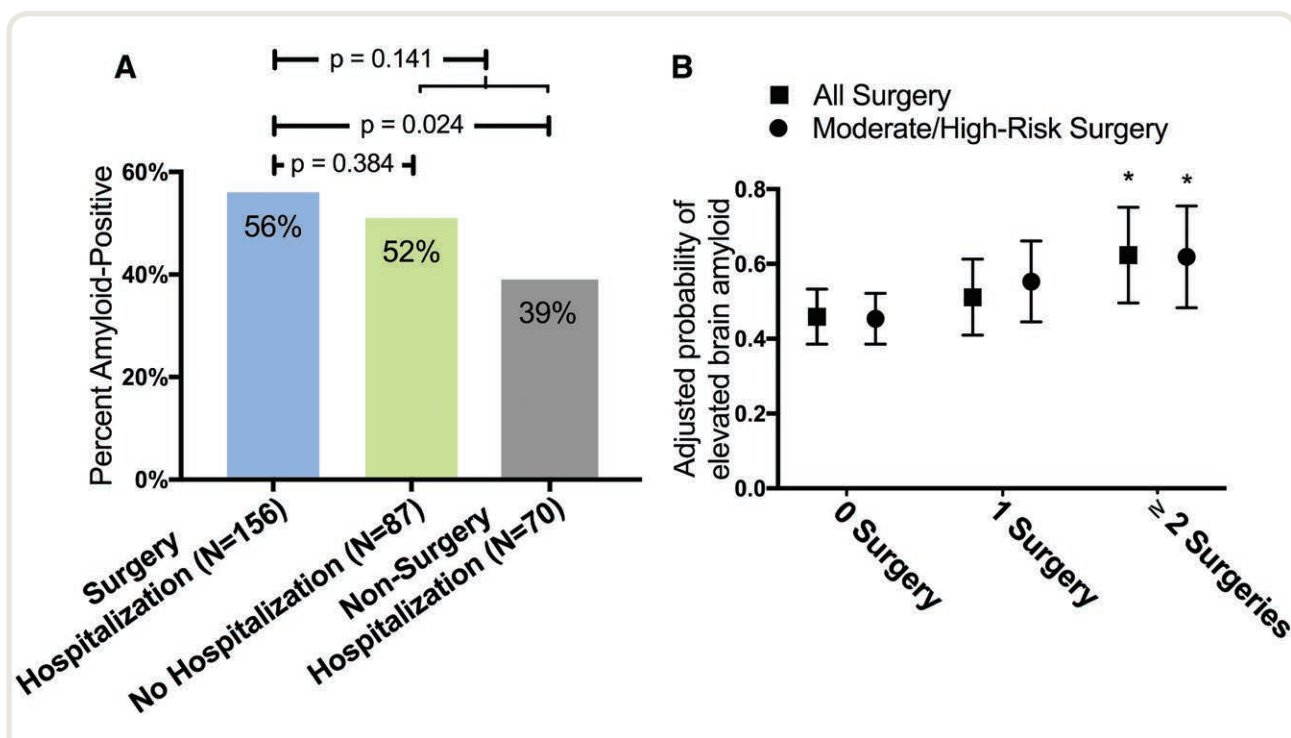 A
p = 0.141
p = 0.024
p = 0.384
Percent Amyloid-Positive
60%
40%
20%
0%
56%
52%
39%
Surgery
Hospitalization (N=156)
No Hospitalization (N=87)
Non-Surgery
Hospitalization (N=70)
B
All Surgery
Moderate/High-Risk Surgery
Adjusted probability of
elevated brain amyloid
0.8
0.6
0.4
0.2
0.0
* *
0 Surgery
1 Surgery
≥ 2 Surgeries